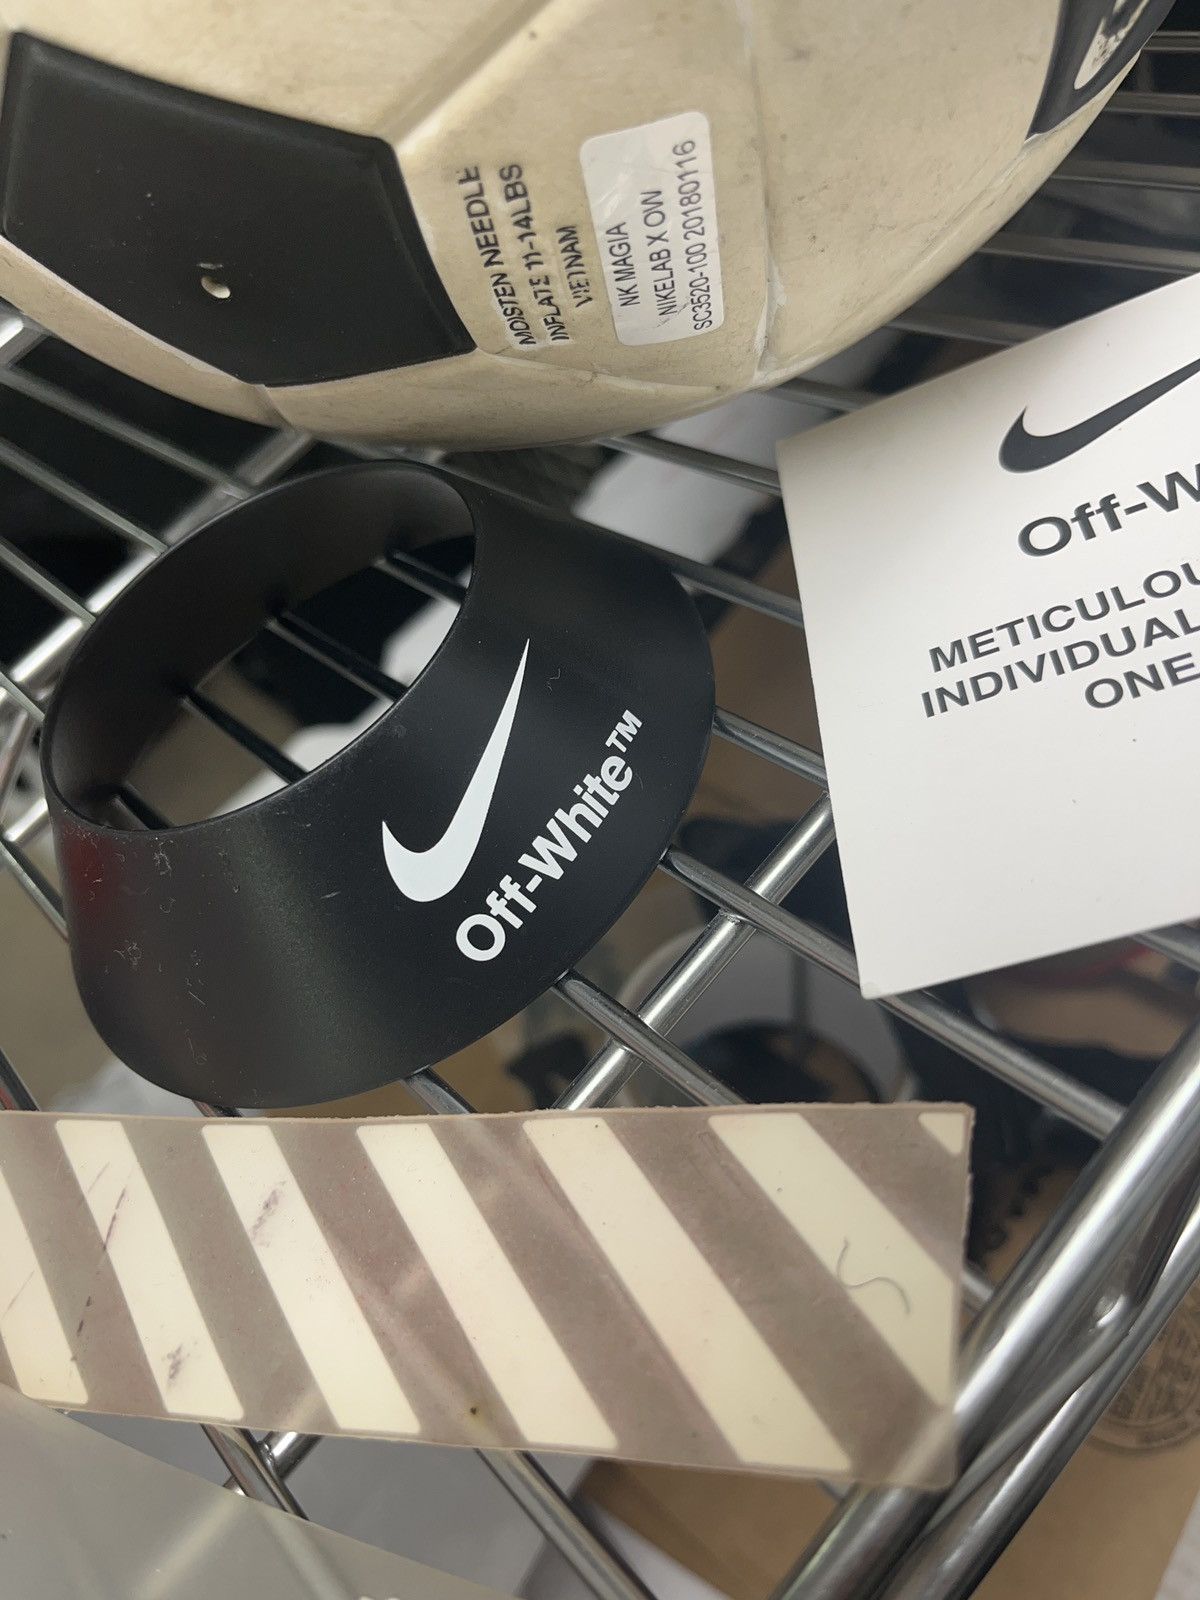 MOISTEN NEEDLE
INFLATE 11-14LBS
VIETNAM
NK MAGIA
NIKELAB X OW
SC3520-100 20180116
Off-W
METICULOU
INDIVIDUAL
ONE
Off-White™